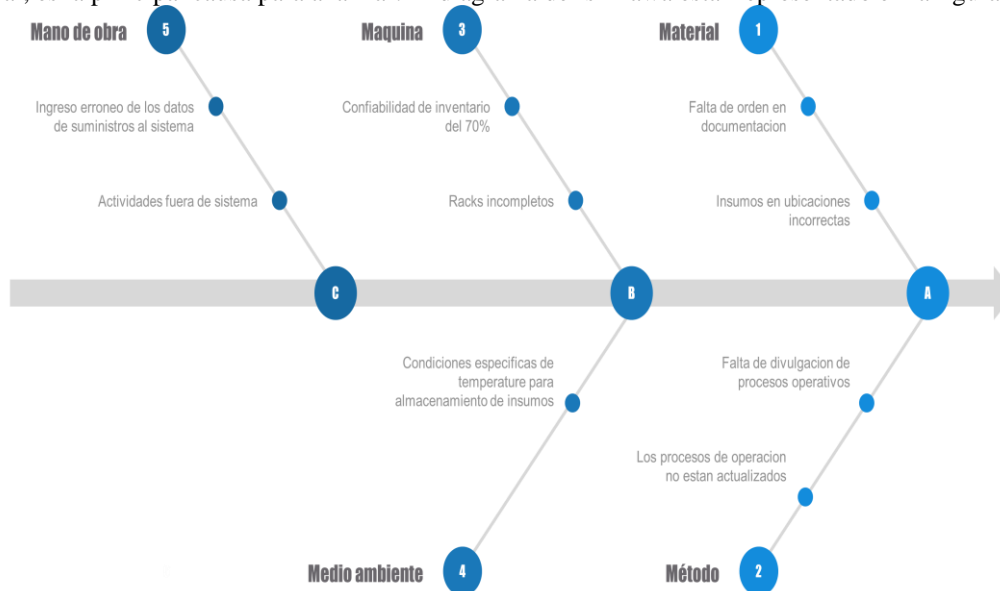 Mano de obra
5
Maquina
3
Material
1
Ingreso erroneo de los datos
de suministros al sistema
Confiabilidad de inventario
del 70%
Falta de orden en
documentacion
Actividades fuera de sistema
Racks incompletos
Insumos en ubicaciones
incorrectas
C
B
A
Condiciones especificas de
temperature para
almacenamiento de insumos
Falta de divulgacion de
procesos operativos
Los procesos de operacion
no estan actualizados
Medio ambiente
4
Método
2